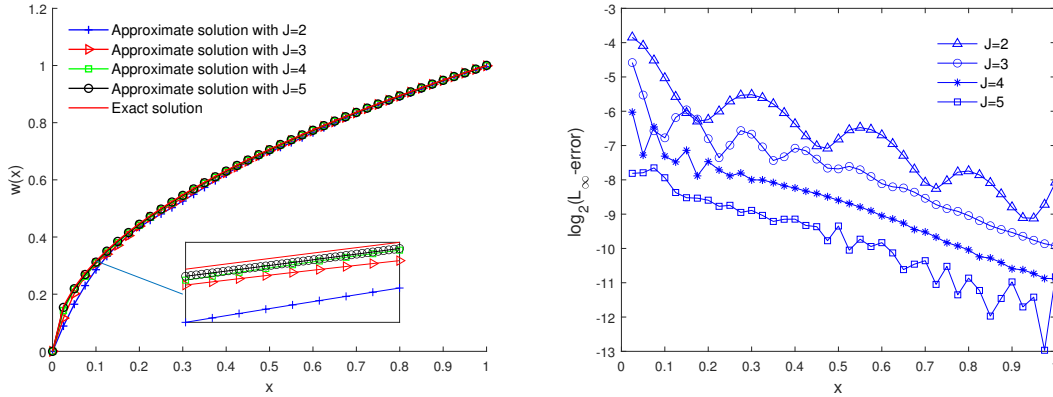 1.2
1
0.8
0.6
0.4
0.2
0
w(x)
Approximate solution with J=2
Approximate solution with J=3
Approximate solution with J=4
Approximate solution with J=5
Exact solution
0 0.1 0.2 0.3 0.4 0.5 0.6 0.7 0.8 0.9 1
x
-3
-4
-5
-6
-7
-8
-9
-10
-11
-12
-13
log2(L∞-error)
J=2
J=3
J=4
J=5
0 0.1 0.2 0.3 0.4 0.5 0.6 0.7 0.8 0.9 1
x